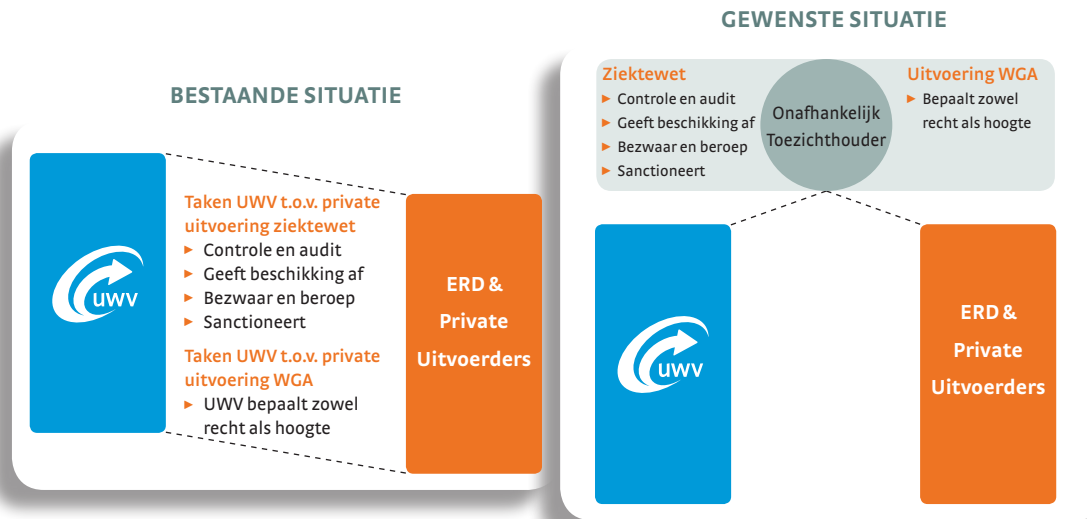 BESTAANDE SITUATIE
uwv
Taken UWV t.o.v. private
uitvoering ziektewet
► Controle en audit
► Geeft beschikking af
► Bezwaar en beroep
► Sanctioneert
Taken UWV t.o.v. private
uitvoering WGA
► UWV bepaalt zowel
recht als hoogte
ERD &
Private
Uitvoerders
GEWENSTE SITUATIE
Ziektewet
► Controle en audit
► Geeft beschikking af
► Bezwaar en beroep
► Sanctioneert
Onafhankelijk
Toezichthouder
Uitvoering WGA
► Bepaalt zowel
recht als hoogte
uwv
ERD &
Private
Uitvoerders